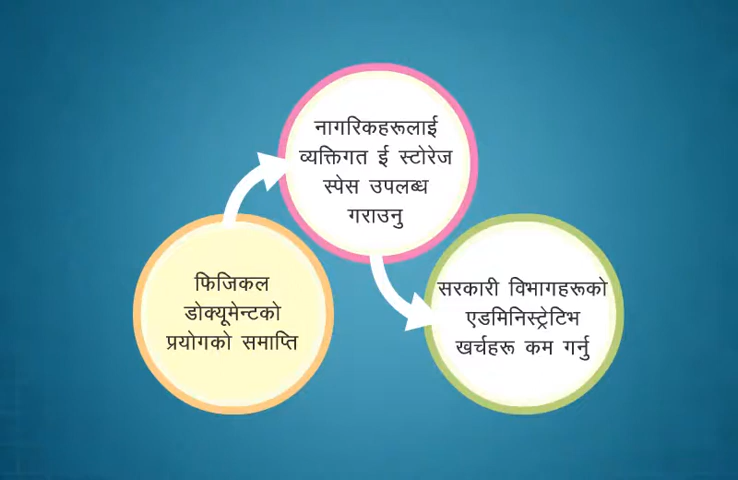 फिजिकल
डोक्यूमेन्टको
प्रयोगको समाप्ति
नागरिकहरूलाई
व्यक्तिगत ई स्टोरेज
स्पेस उपलब्ध
गराउनु
सरकारी विभागहरूको
एडमिनिस्ट्रेटिभ
खर्चहरू कम गर्नु